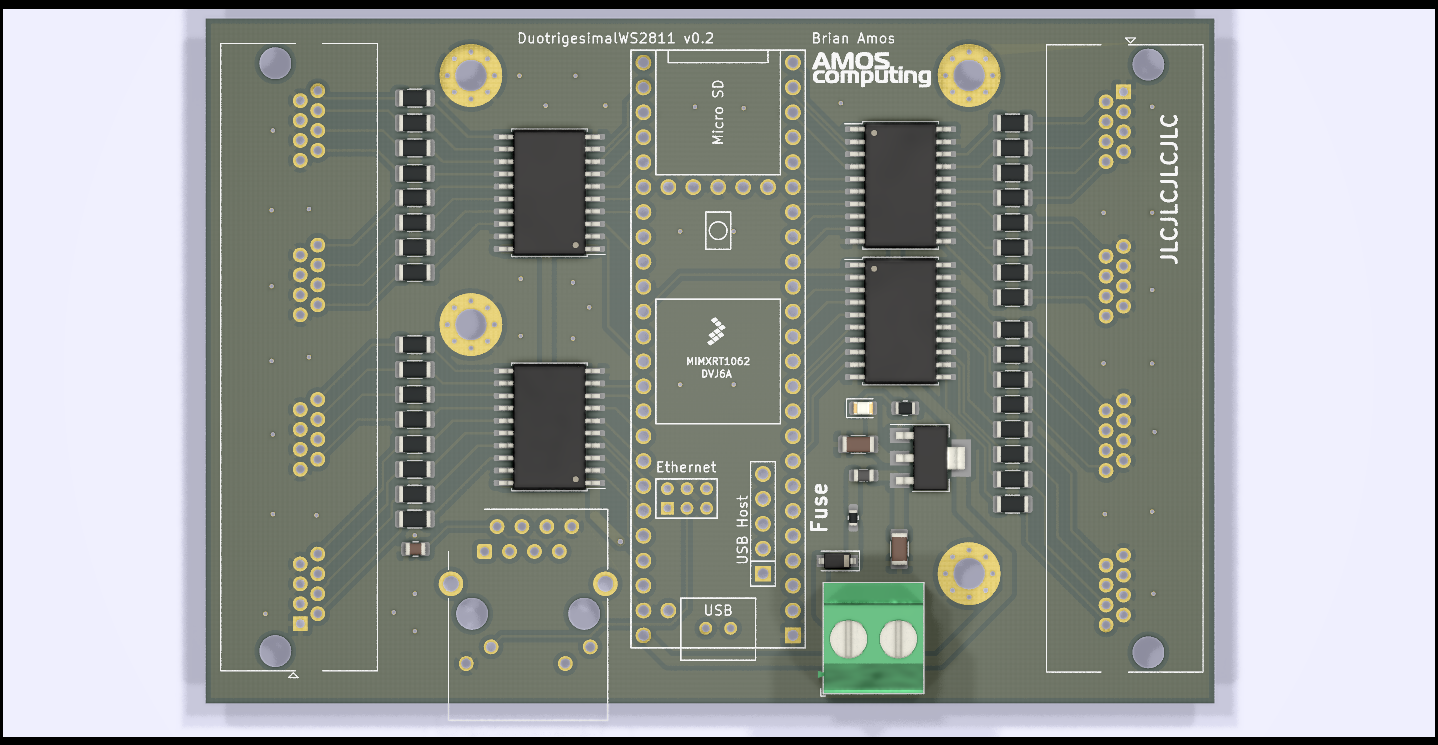 DuotrigesimalWS2811 v0.2
Brian Amos
AMOS
computing
Micro SD
JLCJLCJLCJLC
MIMXRT1062
DVJ6A
Ethernet
USB Host
Fuse
USB